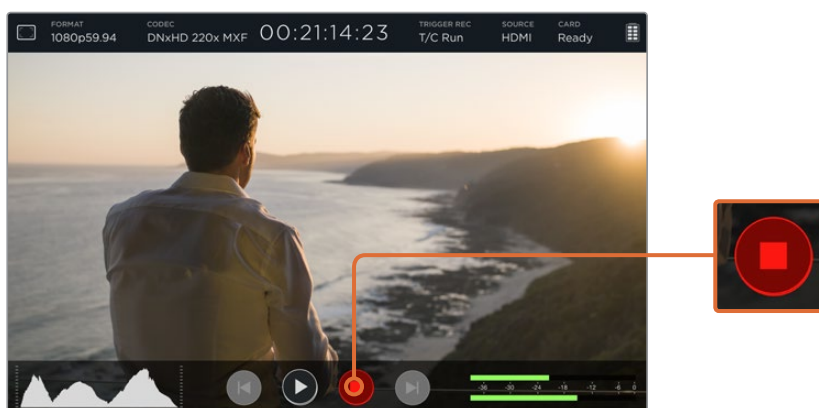 FORMAT
1080p59.94
CODEC
DNxHD 220x MXF
00:21:14:23
TRIGGER REC
T/C Run
SOURCE
HDMI
CARD
Ready
-36 -30 -24 -18 -12 -6 0